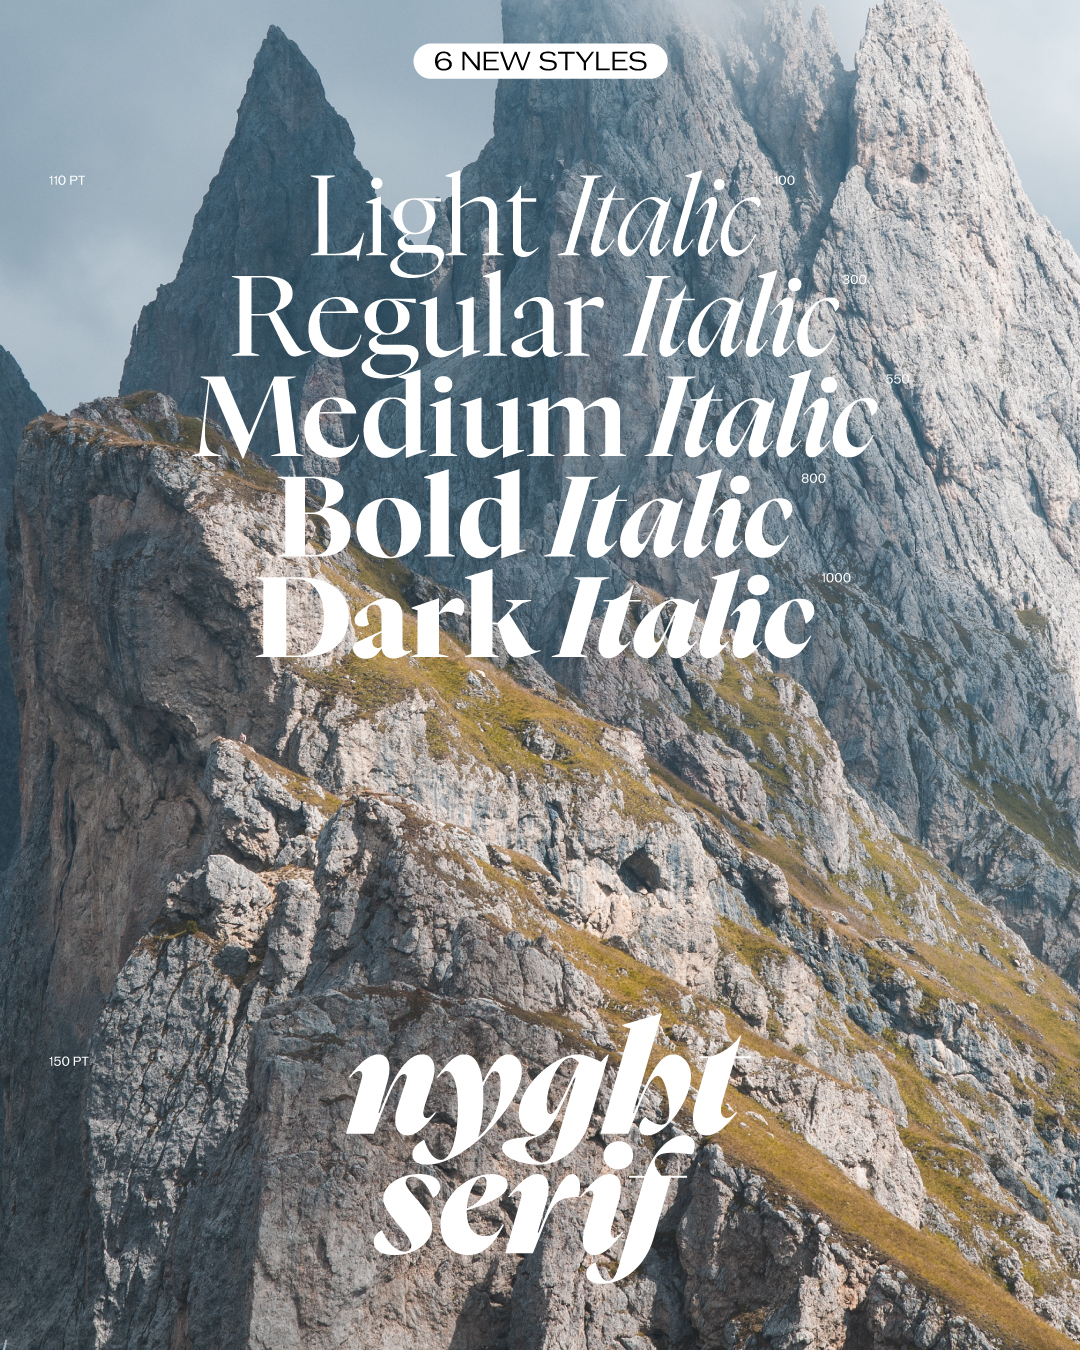 6 NEW STYLES
110 PT
Light Italic 100
Regular Italic 300
Medium Italic 550
Bold Italic 800
Dark Italic 1000
150 PT
nyght
serif